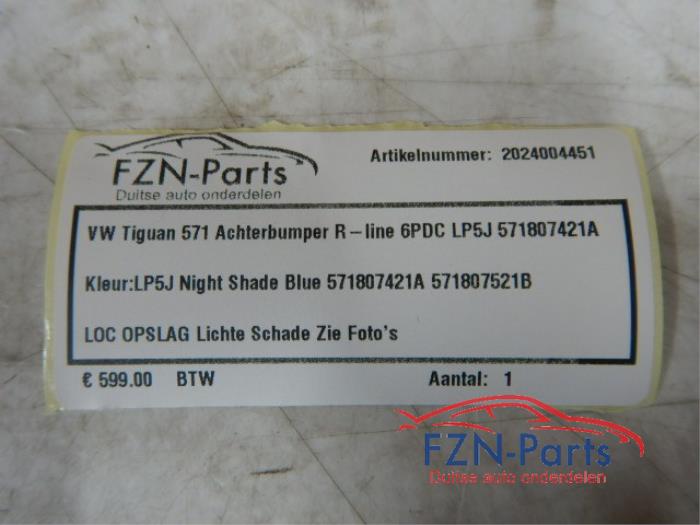 FZN-Parts
Duitse auto onderdelen
Artikelnummer: 2024004451
VW Tiguan 571 Achterbumper R-line 6PDC LP5J 571807421A
Kleur:LP5J Night Shade Blue 571807421A 571807521B
LOC OPSLAG Lichte Schade Zie Foto's
€ 599.00 BTW Aantal: 1
FZN-Parts
Duitse auto onderdelen